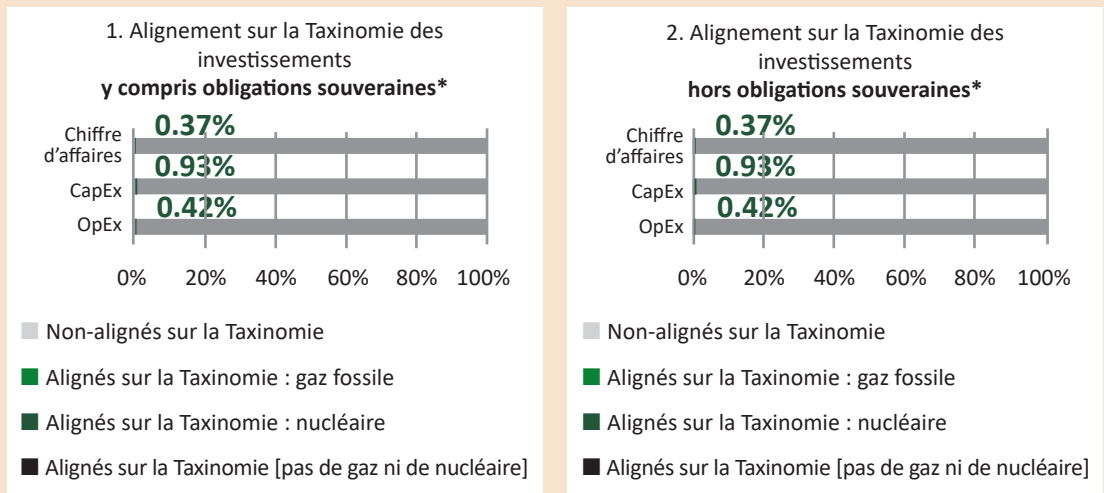 1. Alignement sur la Taxinomie des
investissements
y compris obligations souveraines*
0.37%
Chiffre
d'affaires
0.93%
CapEx
0.42%
OpEx
0% 20% 40% 60% 80% 100%
Non-alignés sur la Taxinomie
Alignés sur la Taxinomie : gaz fossile
Alignés sur la Taxinomie : nucléaire
Alignés sur la Taxinomie [pas de gaz ni de nucléaire]
2. Alignement sur la Taxinomie des
investissements
hors obligations souveraines*
0.37%
Chiffre
d'affaires
0.93%
CapEx
0.42%
OpEx
0% 20% 40% 60% 80% 100%
Non-alignés sur la Taxinomie
Alignés sur la Taxinomie : gaz fossile
Alignés sur la Taxinomie : nucléaire
Alignés sur la Taxinomie [pas de gaz ni de nucléaire]